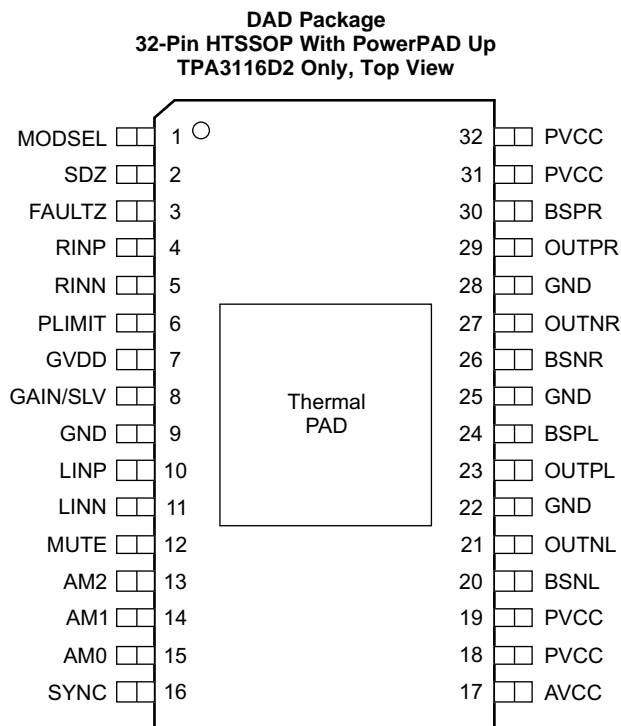 DAD Package
32-Pin HTSSOP With PowerPAD Up
TPA3116D2 Only, Top View
MODSEL 1 32 PVCC
SDZ 2 31 PVCC
FAULTZ 3 30 BSPR
RINP 4 29 OUTPR
RINN 5 28 GND
PLIMIT 6 27 OUTNR
GVDD 7 26 BSNR
GAIN/SLV 8 25 GND
GND 9 24 BSPL
LINP 10 23 OUTPL
LINN 11 22 GND
MUTE 12 21 OUTNL
AM2 13 20 BSNL
AM1 14 19 PVCC
AM0 15 18 PVCC
SYNC 16 17 AVCC
Thermal
PAD